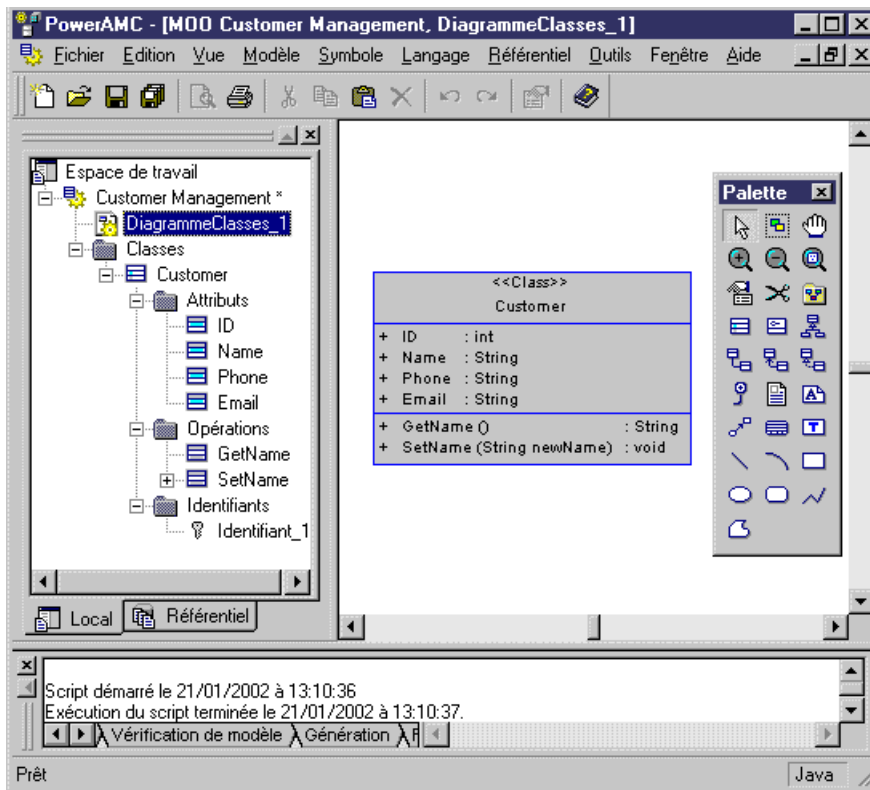 PowerAMC - [MOO Customer Management, DiagrammeClasses_1]
Fichier Edition Vue Modèle Symbole Langage Référentiel Outils Fenêtre Aide
Espace de travail
Customer Management *
DiagrammeClasses_1
Classes
Customer
Attributs
ID
Name
Phone
Email
Opérations
GetName
SetName
Identifiants
Identifiant_1
Local Référentiel
<<Class>>
Customer
+ ID : int
+ Name : String
+ Phone : String
+ Email : String
+ GetName () : String
+ SetName (String newName) : void
Palette
Script démarré le 21/01/2002 à 13:10:36
Exécution du script terminée le 21/01/2002 à 13:10:37.
Vérification de modèle Génération
Prêt
Java